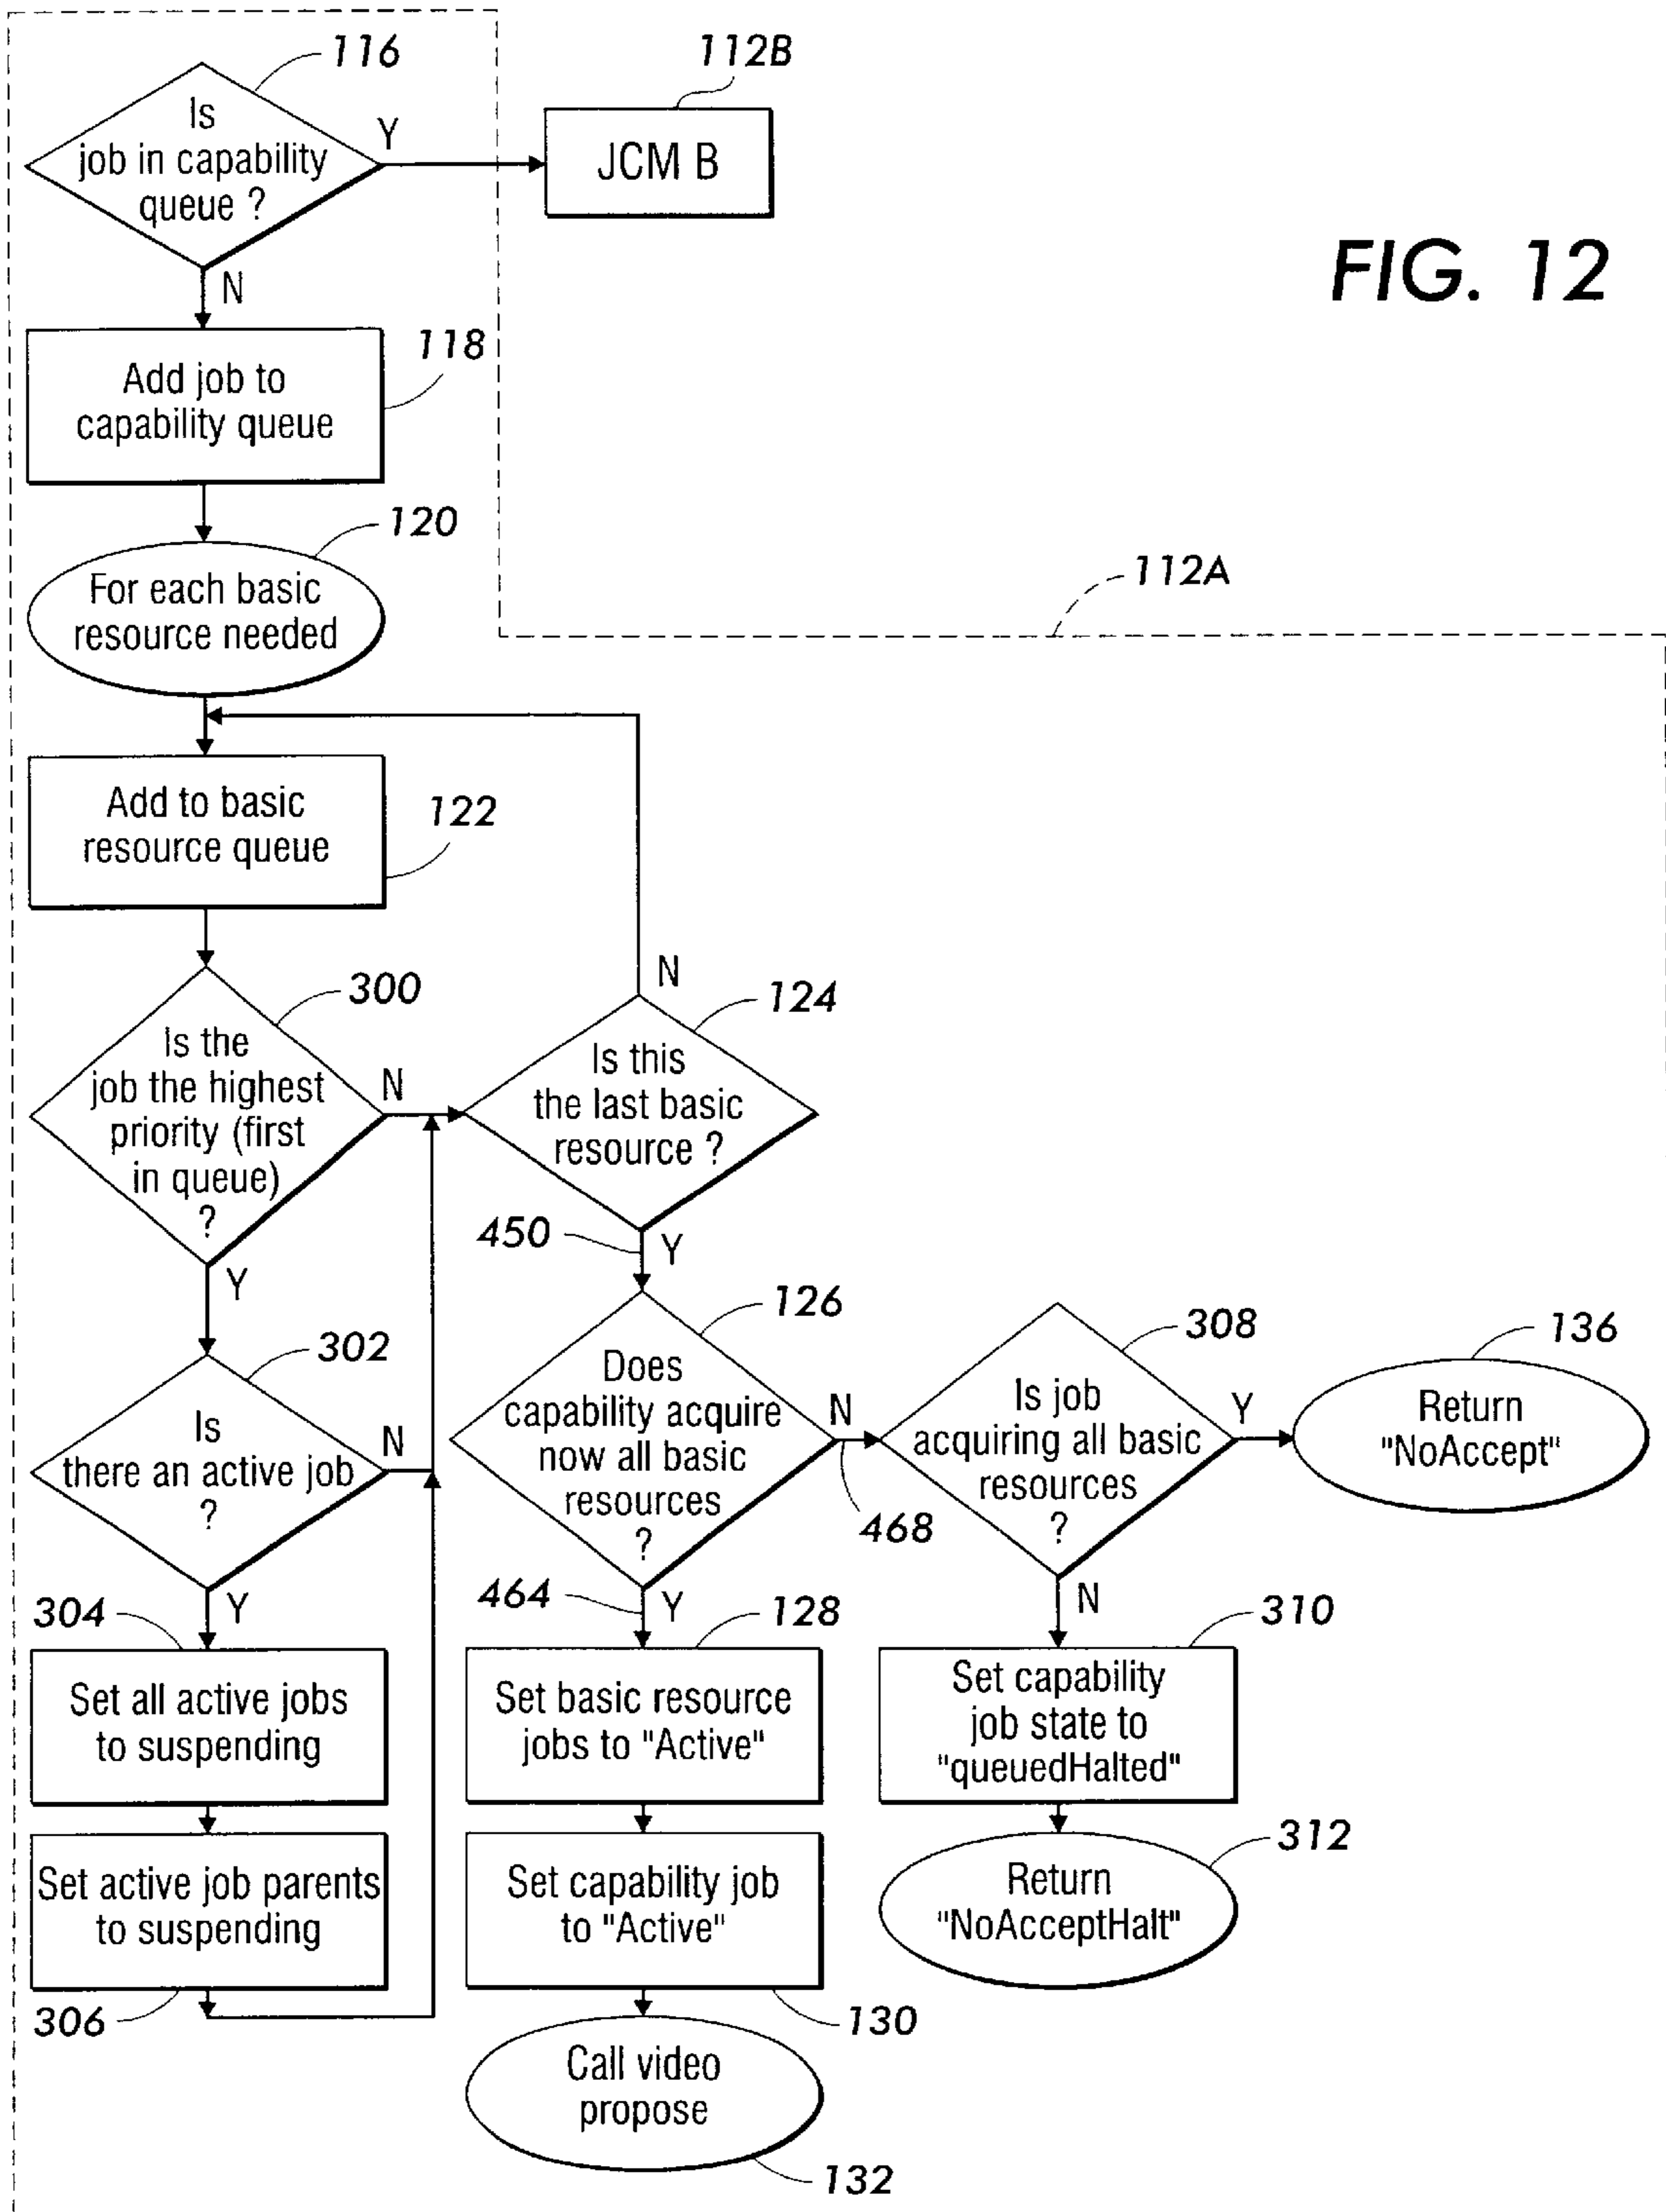 116
Is
job in capability
queue ?
Y
112B
JCM B
N
FIG. 12
118
Add job to
capability queue
120
For each basic
resource needed
112A
122
Add to basic
resource queue
300
Is the
job the highest
priority (first
in queue)
?
N
Y
N
124
Is this
the last basic
resource ?
450
Y
302
Is
there an active job
?
N
Y
126
Does
capability acquire
now all basic
resources
?
N
468
464
Y
308
Is job
acquiring all basic
resources
?
Y
N
136
Return
"NoAccept"
304
Set all active jobs
to suspending
128
Set basic resource
jobs to "Active"
310
Set capability
job state to
"queuedHalted"
306
Set active job parents
to suspending
Set capability job
to "Active"
130
312
Return
"NoAcceptHalt"
Call video
propose
132